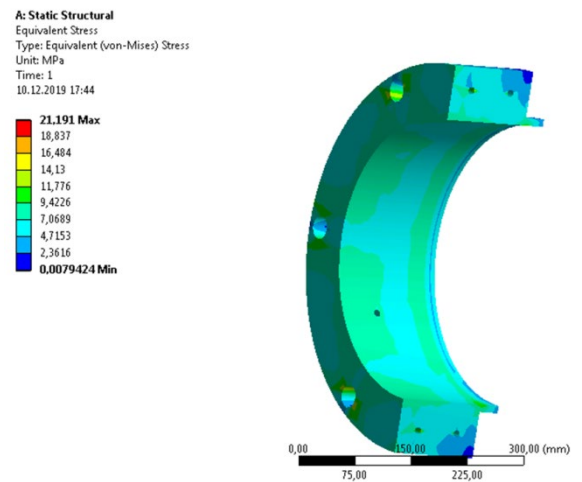 A: Static Structural
Equivalent Stress
Type: Equivalent (von-Mises) Stress
Unit: MPa
Time: 1
10.12.2019 17:44
21,191 Max
18,837
16,484
14,13
11,776
9,4226
7,0689
4,7153
2,3616
0,0079424 Min
0,00 150,00 300,00 (mm)
75,00 225,00